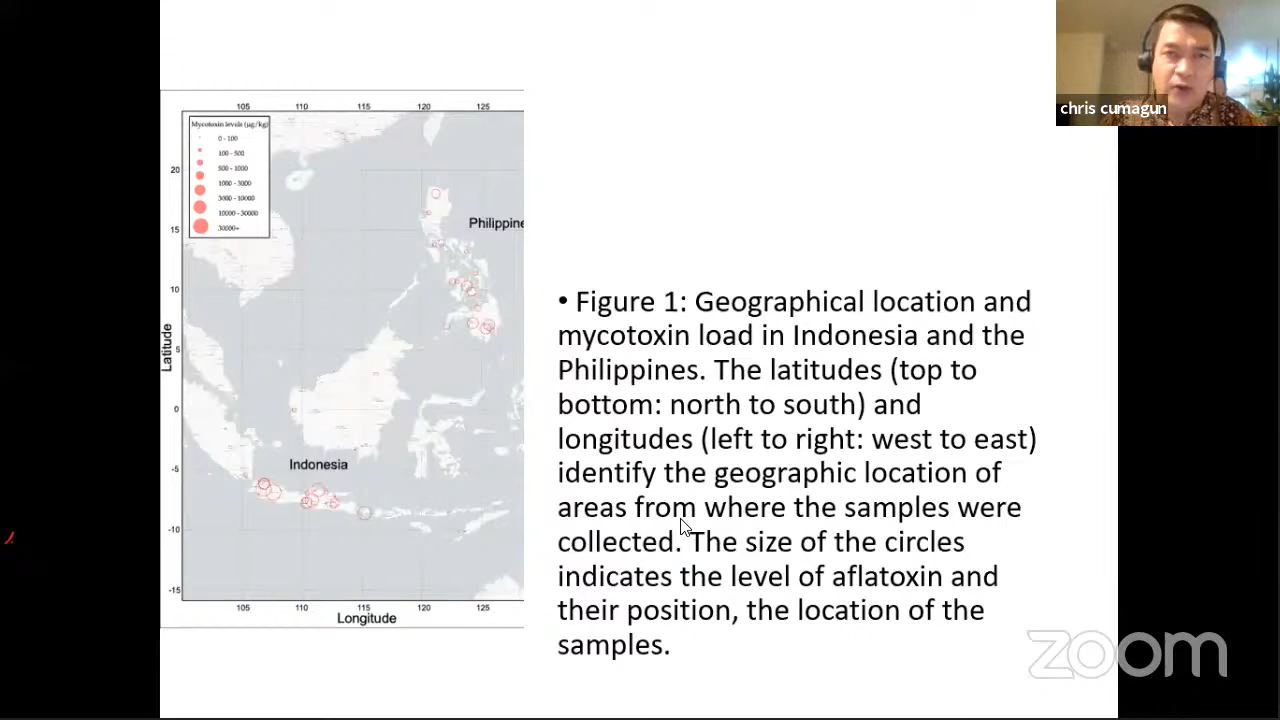 chris cumagun
105 110 115 120 125
Mycotoxin levels (µg/kg)
0 - 100
100 - 500
500 - 1000
1000 - 3000
3000 - 10000
10000 - 30000
30000+
20
15
10
5
0
-5
-10
-15
Latitude
Philippine
Indonesia
105 110 115 120 125
Longitude
• Figure 1: Geographical location and
mycotoxin load in Indonesia and the
Philippines. The latitudes (top to
bottom: north to south) and
longitudes (left to right: west to east)
identify the geographic location of
areas from where the samples were
collected. The size of the circles
indicates the level of aflatoxin and
their position, the location of the
samples.
zoom